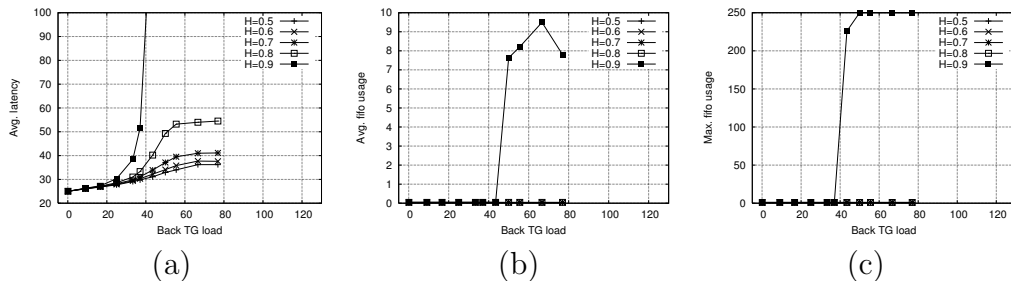 100
90
80
70
60
50
40
30
20
0 20 40 60 80 100 120
Avg. latency
Back TG load
H=0.5
H=0.6
H=0.7
H=0.8
H=0.9
(a)
10
9
8
7
6
5
4
3
2
1
0
0 20 40 60 80 100 120
Avg. fifo usage
Back TG load
H=0.5
H=0.6
H=0.7
H=0.8
H=0.9
(b)
250
200
150
100
50
0
0 20 40 60 80 100 120
Max. fifo usage
Back TG load
H=0.5
H=0.6
H=0.7
H=0.8
H=0.9
(c)